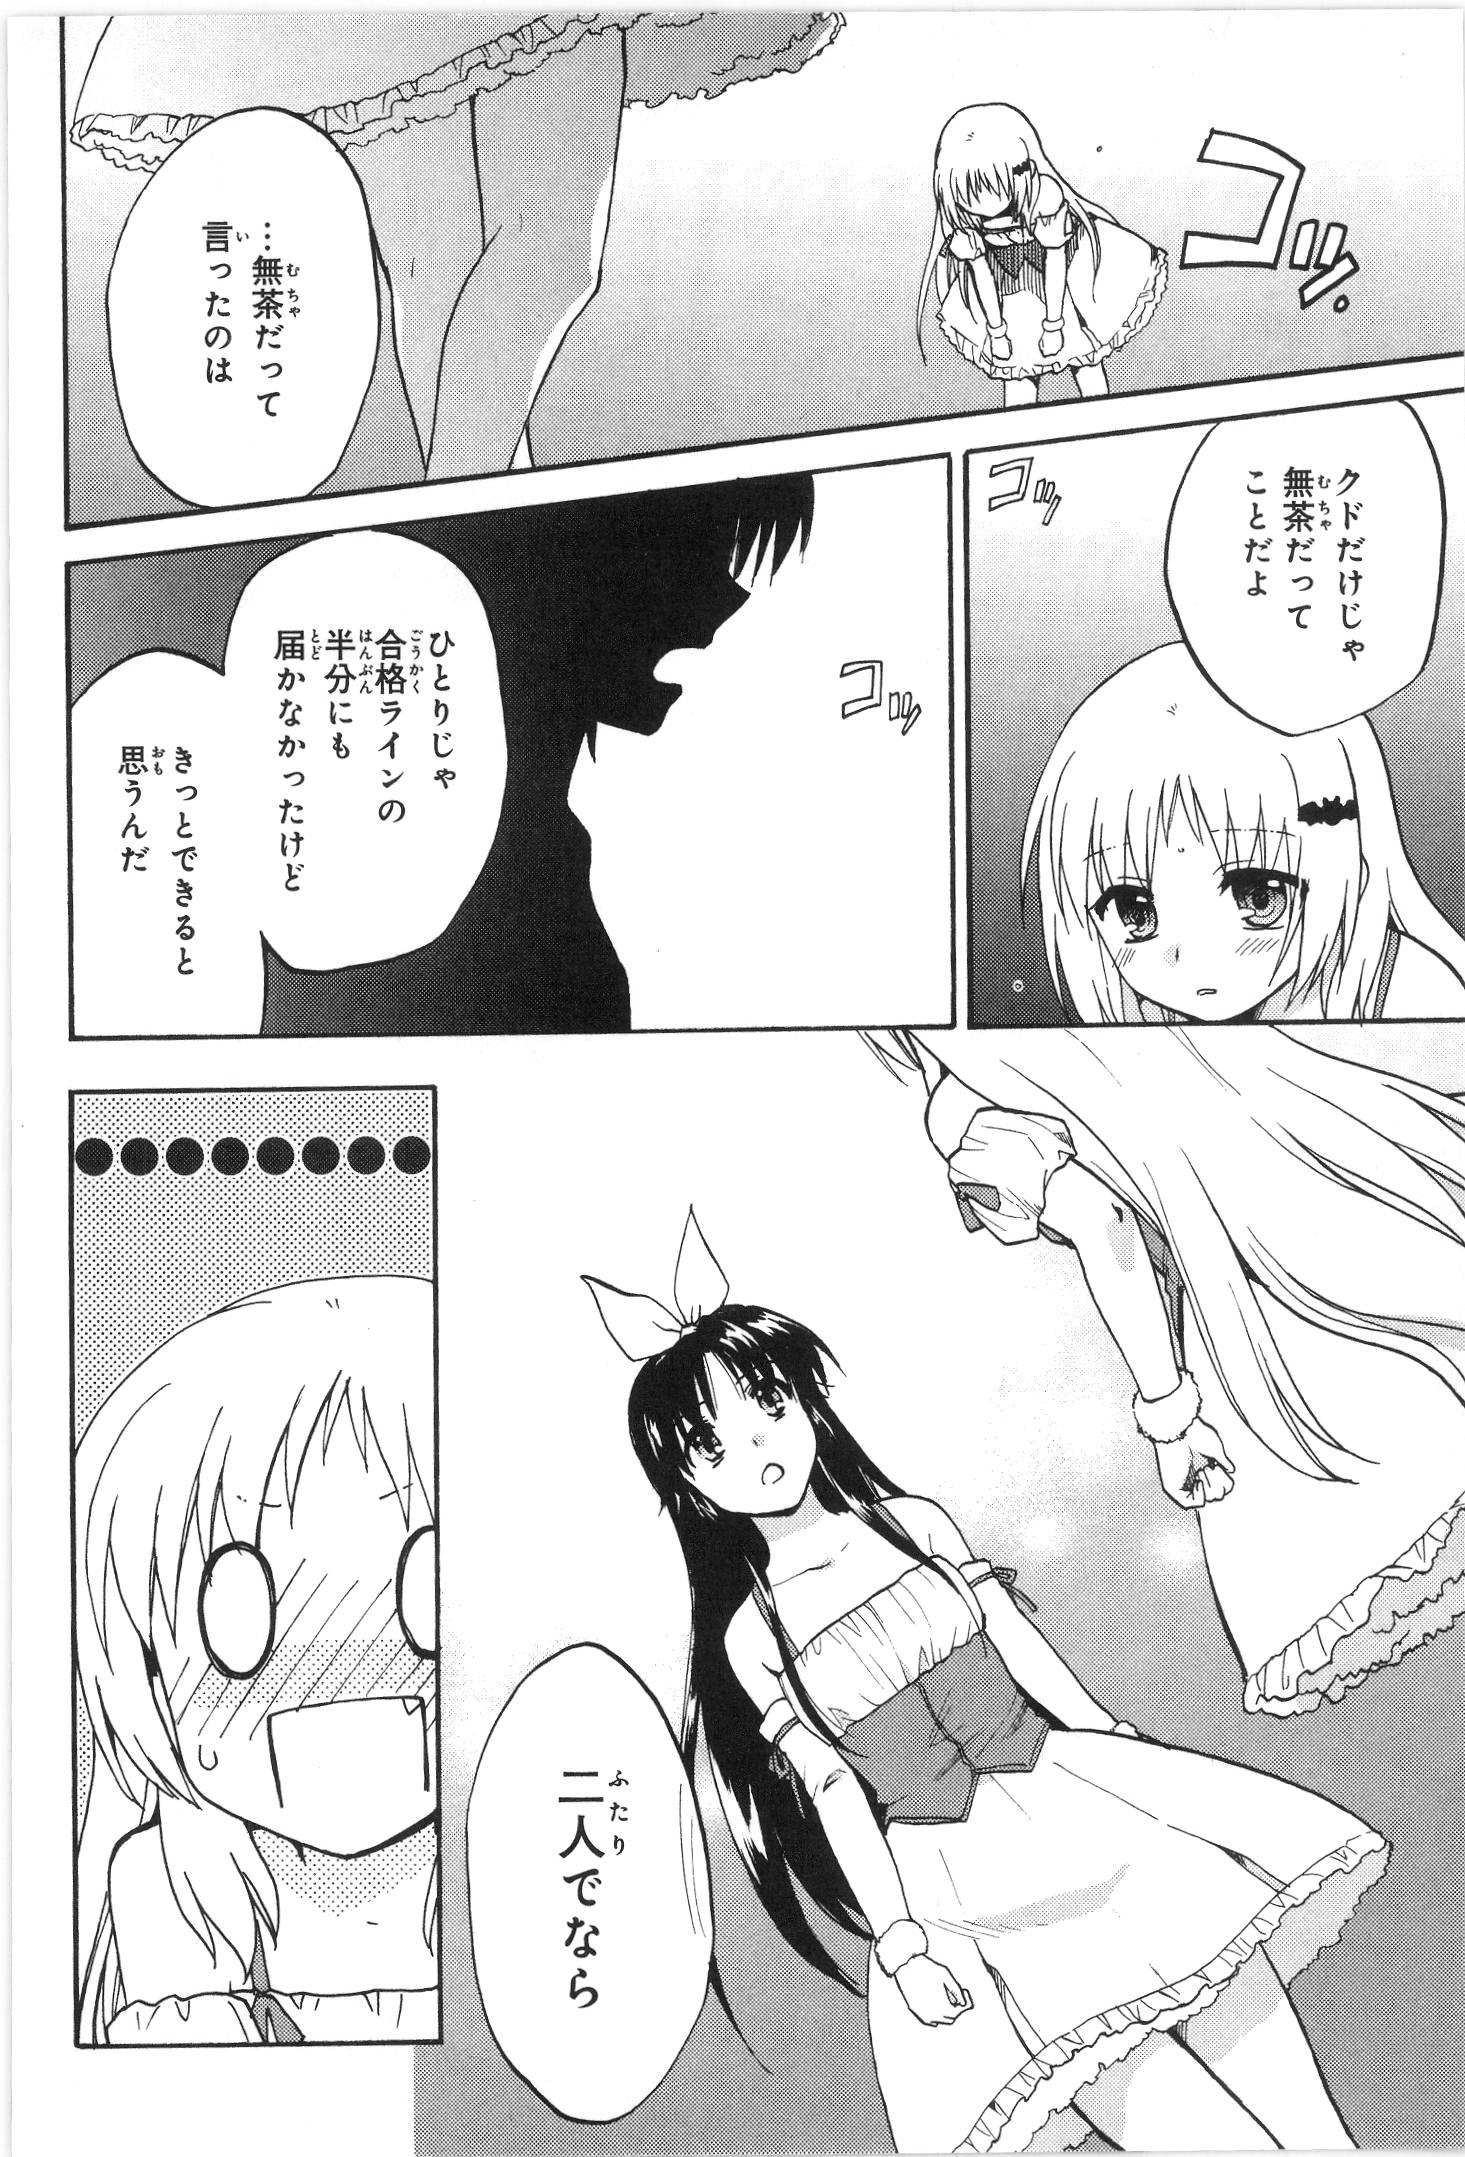 コッ。
…無茶だって
言ったのは
クドだけじゃ
無茶だって
ことだよ
コッ
コッ
ひとりじゃ
合格ラインの
半分にも
届かなかったけど
きっとできると
思うんだ
二人でなら
●●●●●●●●